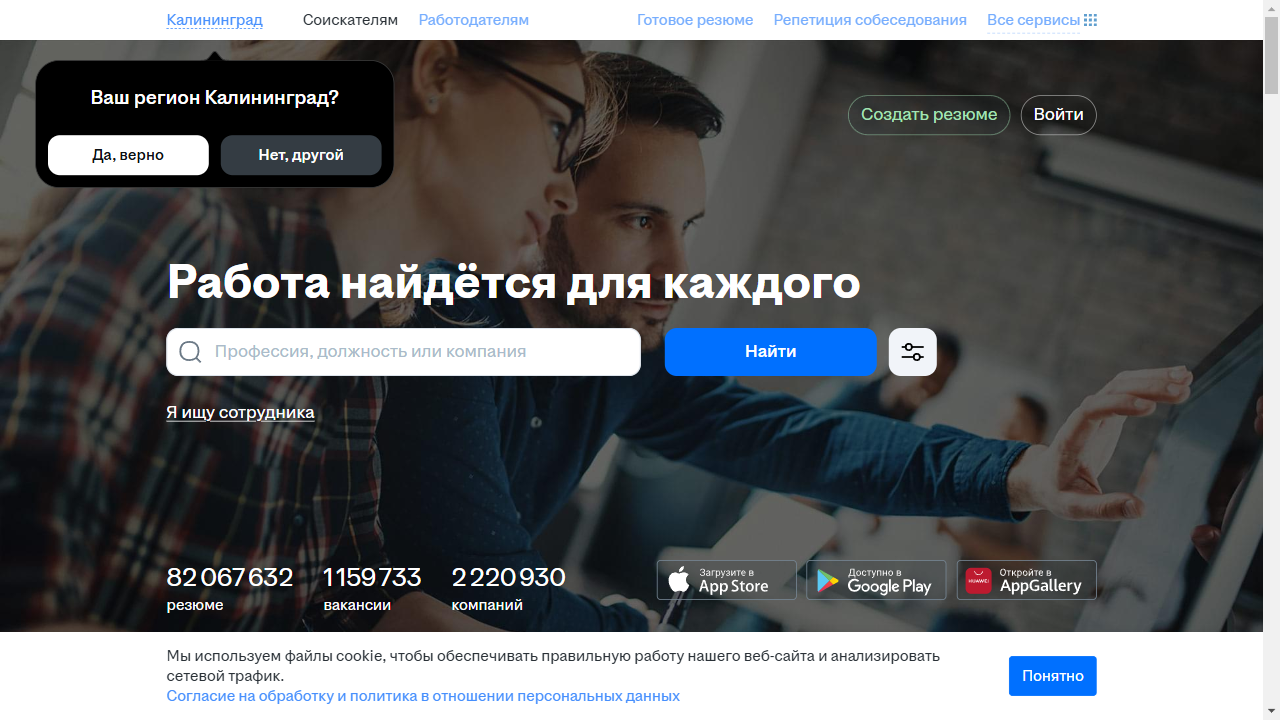 Калининград Соискателям Работодателям Готовое резюме Репетиция собеседования Все сервисы
Ваш регион Калининград?
Да, верно Нет, другой
Создать резюме Войти
Работа найдётся для каждого
Профессия, должность или компания Найти
Я ищу сотрудника
82 067 632 1 159 733 2 220 930
резюме вакансии компаний
Загрузите в App Store
Доступно в Google Play
HUAWEI Откройте в AppGallery
Мы используем файлы cookie, чтобы обеспечивать правильную работу нашего веб-сайта и анализировать
сетевой трафик.
Согласие на обработку и политика в отношении персональных данных
Понятно